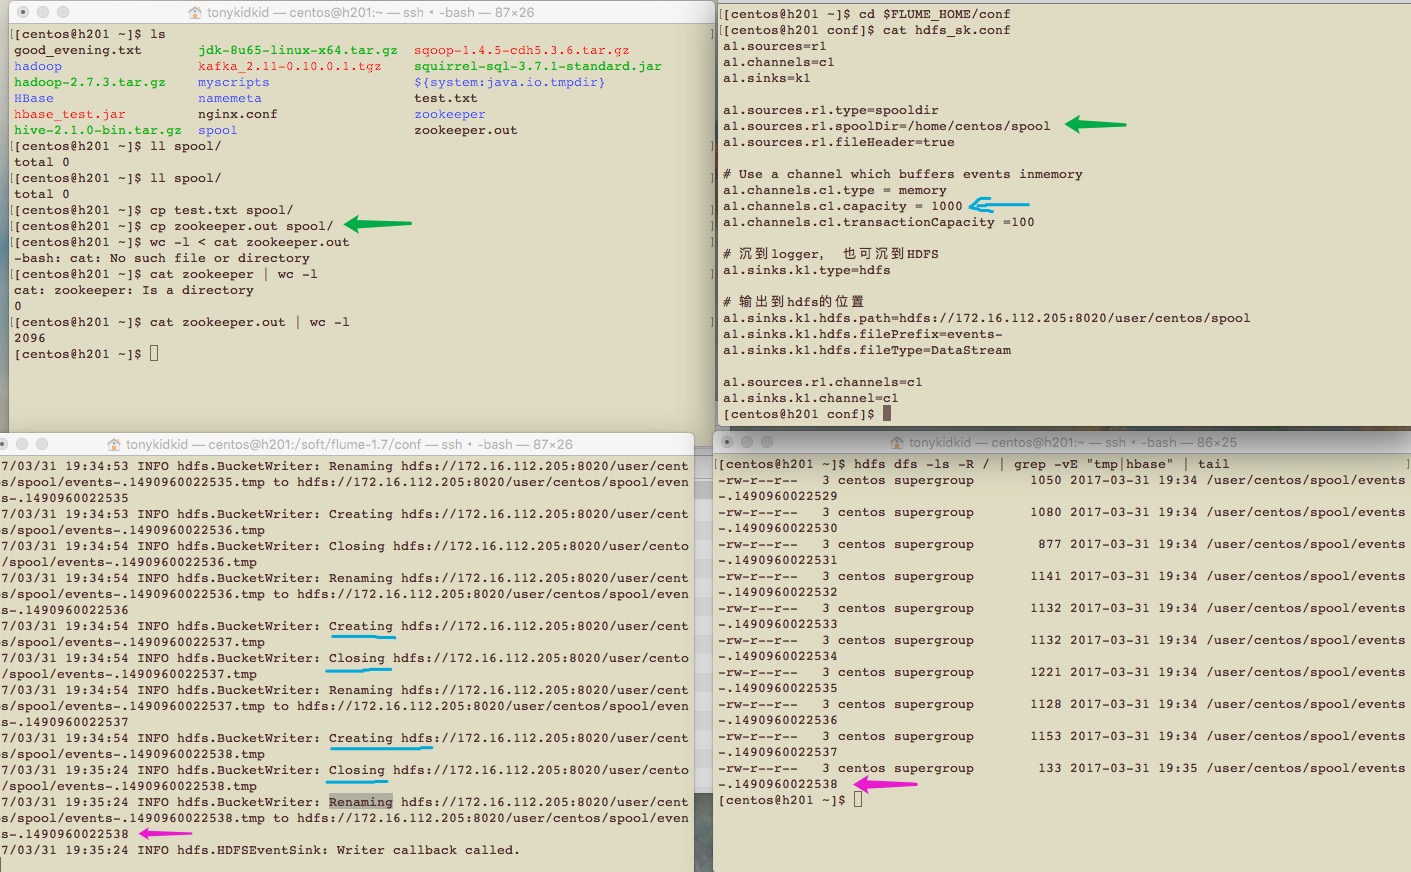 tonykidkid — centos@h201:~ — ssh ‹ -bash — 87×26
[[centos@h201 ~]$ ls
good_evening.txt jdk-8u65-linux-x64.tar.gz sqoop-1.4.5-cdh5.3.6.tar.gz
hadoop kafka_2.11-0.10.0.1.tgz squirrel-sql-3.7.1-standard.jar
hadoop-2.7.3.tar.gz myscripts ${system:java.io.tmpdir}
HBase namemeta test.txt
hbase_test.jar nginx.conf zookeeper
hive-2.1.0-bin.tar.gz spool zookeeper.out
[[centos@h201 ~]$ ll spool/
total 0
[[centos@h201 ~]$ ll spool/
total 0
[[centos@h201 ~]$ cp test.txt spool/
[[centos@h201 ~]$ cp zookeeper.out spool/
[[centos@h201 ~]$ wc -l < cat zookeeper.out
-bash: cat: No such file or directory
[[centos@h201 ~]$ cat zookeeper | wc -l
cat: zookeeper: Is a directory
0
[[centos@h201 ~]$ cat zookeeper.out | wc -l
2096
[centos@h201 ~]$
[[centos@h201 ~]$ cd $FLUME_HOME/conf
[[centos@h201 conf]$ cat hdfs_sk.conf
a1.sources=r1
a1.channels=c1
a1.sinks=k1
a1.sources.r1.type=spooldir
a1.sources.r1.spoolDir=/home/centos/spool
a1.sources.r1.fileHeader=true
# Use a channel which buffers events inmemory
a1.channels.c1.type = memory
a1.channels.c1.capacity = 1000
a1.channels.c1.transactionCapacity =100
# 沉到logger, 也可沉到HDFS
a1.sinks.k1.type=hdfs
# 输出到hdfs的位置
a1.sinks.k1.hdfs.path=hdfs://172.16.112.205:8020/user/centos/spool
a1.sinks.k1.hdfs.filePrefix=events-
a1.sinks.k1.hdfs.fileType=DataStream
a1.sources.r1.channels=c1
a1.sinks.k1.channel=c1
[centos@h201 conf]$
tonykidkid — centos@h201:/soft/flume-1.7/conf — ssh ‹ -bash — 87×26
7/03/31 19:34:53 INFO hdfs.BucketWriter: Renaming hdfs://172.16.112.205:8020/user/cent
s/spool/events-.1490960022535.tmp to hdfs://172.16.112.205:8020/user/centos/spool/even
s-.1490960022535
7/03/31 19:34:53 INFO hdfs.BucketWriter: Creating hdfs://172.16.112.205:8020/user/cento
s/spool/events-.1490960022536.tmp
7/03/31 19:34:54 INFO hdfs.BucketWriter: Closing hdfs://172.16.112.205:8020/user/cento
/spool/events-.1490960022536.tmp
7/03/31 19:34:54 INFO hdfs.BucketWriter: Renaming hdfs://172.16.112.205:8020/user/cent
s/spool/events-.1490960022536.tmp to hdfs://172.16.112.205:8020/user/centos/spool/even
s-.1490960022536
7/03/31 19:34:54 INFO hdfs.BucketWriter: Creating hdfs://172.16.112.205:8020/user/cent
s/spool/events-.1490960022537.tmp
7/03/31 19:34:54 INFO hdfs.BucketWriter: Closing hdfs://172.16.112.205:8020/user/cento
/spool/events-.1490960022537.tmp
7/03/31 19:34:54 INFO hdfs.BucketWriter: Renaming hdfs://172.16.112.205:8020/user/cent
s/spool/events-.1490960022537.tmp to hdfs://172.16.112.205:8020/user/centos/spool/even
s-.1490960022537
7/03/31 19:34:54 INFO hdfs.BucketWriter: Creating hdfs://172.16.112.205:8020/user/cent
s/spool/events-.1490960022538.tmp
7/03/31 19:35:24 INFO hdfs.BucketWriter: Closing hdfs://172.16.112.205:8020/user/cento
/spool/events-.1490960022538.tmp
7/03/31 19:35:24 INFO hdfs.BucketWriter: Renaming hdfs://172.16.112.205:8020/user/cent
s/spool/events-.1490960022538.tmp to hdfs://172.16.112.205:8020/user/centos/spool/even
s-.1490960022538
7/03/31 19:35:24 INFO hdfs.HDFSEventSink: Writer callback called.
tonykidkid — centos@h201:~ — ssh ‹ -bash — 86×25
[[centos@h201 ~]$ hdfs dfs -ls -R / | grep -vE "tmp|hbase" | tail
-rw-r--r-- 3 centos supergroup 1050 2017-03-31 19:34 /user/centos/spool/events
-.1490960022529
-rw-r--r-- 3 centos supergroup 1080 2017-03-31 19:34 /user/centos/spool/events
-.1490960022530
-rw-r--r-- 3 centos supergroup 877 2017-03-31 19:34 /user/centos/spool/events
-.1490960022531
-rw-r--r-- 3 centos supergroup 1141 2017-03-31 19:34 /user/centos/spool/events
-.1490960022532
-rw-r--r-- 3 centos supergroup 1132 2017-03-31 19:34 /user/centos/spool/events
-.1490960022533
-rw-r--r-- 3 centos supergroup 1132 2017-03-31 19:34 /user/centos/spool/events
-.1490960022534
-rw-r--r-- 3 centos supergroup 1221 2017-03-31 19:34 /user/centos/spool/events
-.1490960022535
-rw-r--r-- 3 centos supergroup 1128 2017-03-31 19:34 /user/centos/spool/events
-.1490960022536
-rw-r--r-- 3 centos supergroup 1153 2017-03-31 19:34 /user/centos/spool/events
-.1490960022537
-rw-r--r-- 3 centos supergroup 133 2017-03-31 19:35 /user/centos/spool/events
-.1490960022538
[centos@h201 ~]$